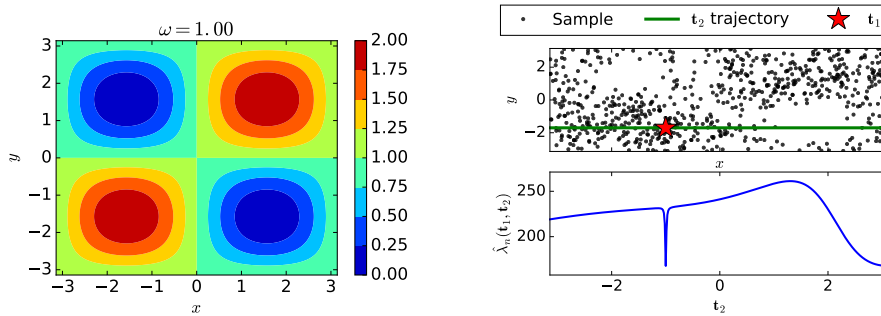 ω = 1.00
3
2
1
0
−1
−2
−3
y
−3 −2 −1 0 1 2 3
x
2.00
1.75
1.50
1.25
1.00
0.75
0.50
0.25
0.00
Sample t₂ trajectory t₁
2
0
−2
y
x
250
200
λ̂ₙ(t₁, t₂)
−2 0 2
t₂